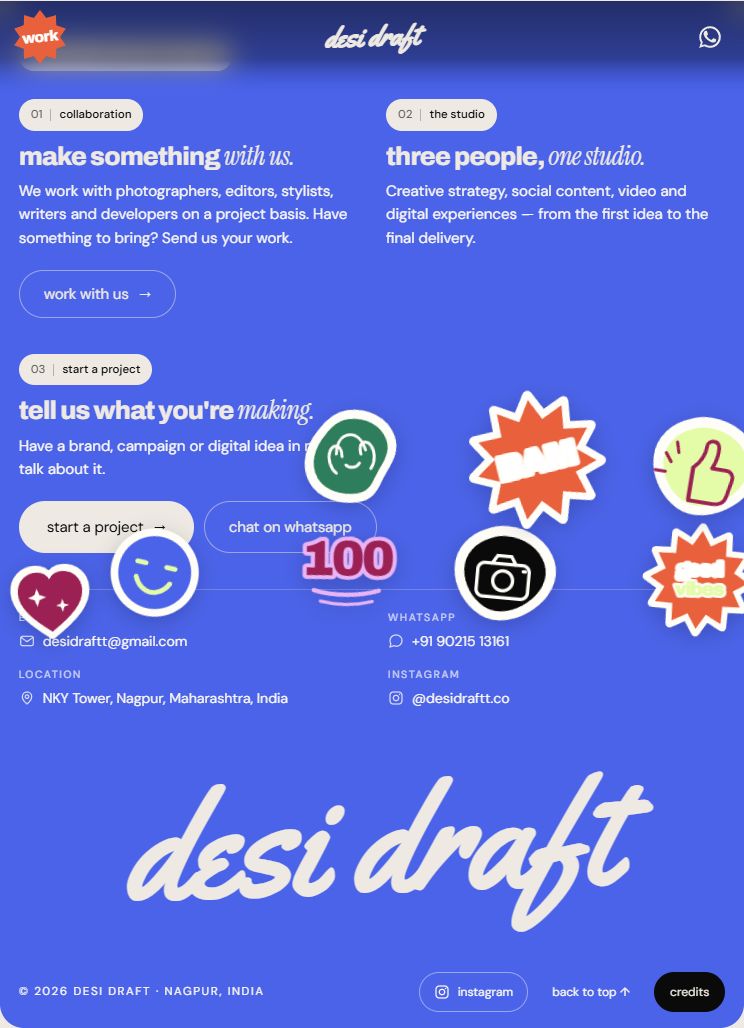 work
desi draft
01 | collaboration
make something with us.
We work with photographers, editors, stylists,
writers and developers on a project basis. Have
something to bring? Send us your work.
work with us →
02 | the studio
three people, one studio.
Creative strategy, social content, video and
digital experiences — from the first idea to the
final delivery.
03 | start a project
tell us what you're making.
Have a brand, campaign or digital idea in
talk about it.
start a project →
chat on whatsapp
100
good
vibes
desidraftt@gmail.com
WHATSAPP
+91 90215 13161
LOCATION
NKY Tower, Nagpur, Maharashtra, India
INSTAGRAM
@desidraftt.co
desi draft
© 2026 DESI DRAFT · NAGPUR, INDIA
instagram
back to top ↑
credits